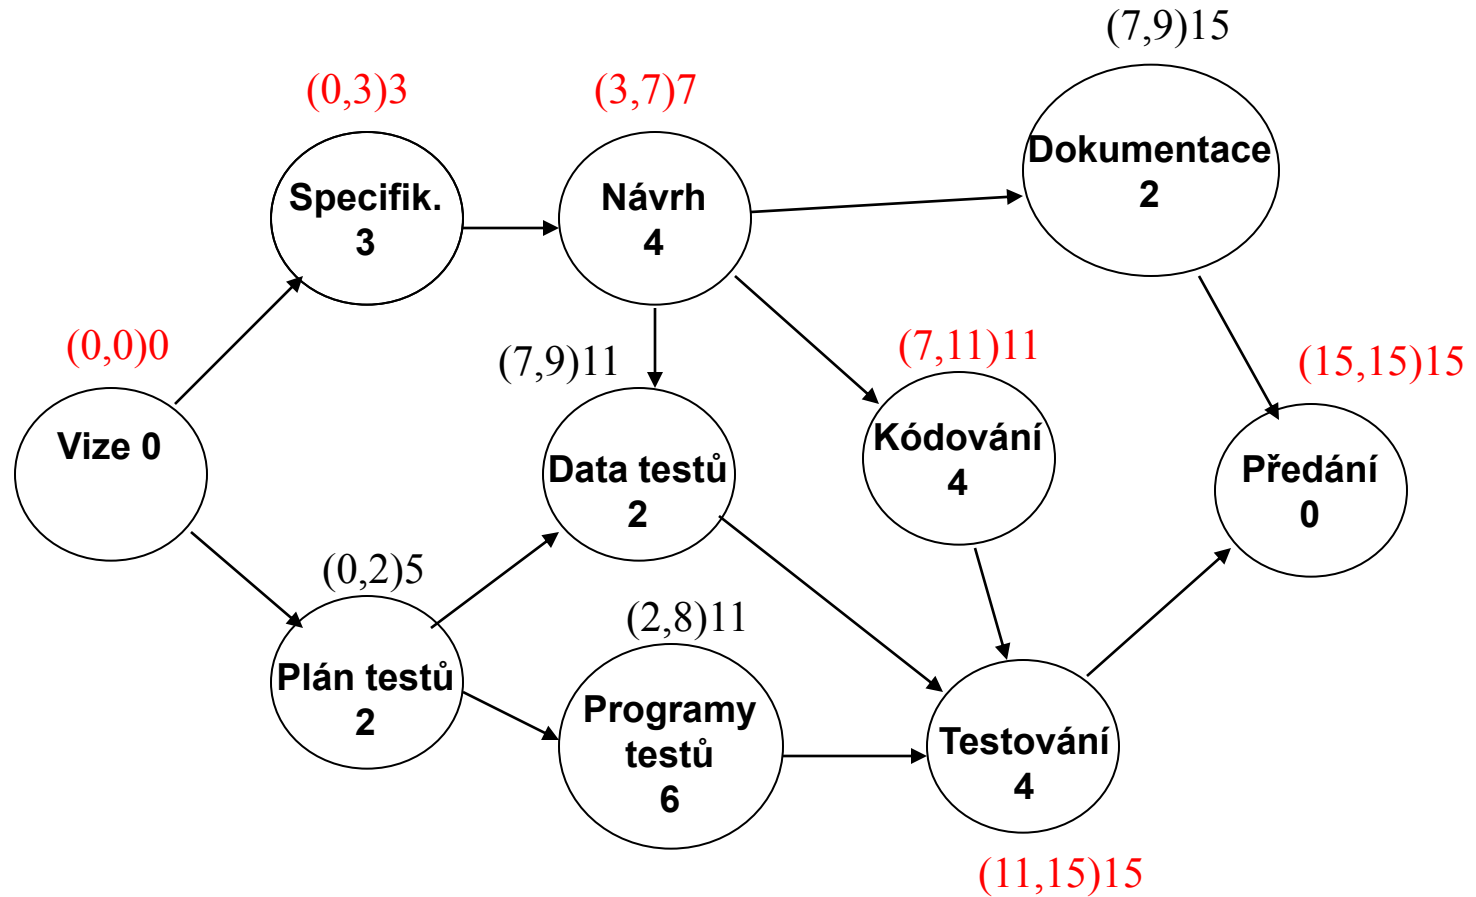 (7,9)15
(0,3)3
(3,7)7
Dokumentace
2
Specifik.
3
Návrh
4
(0,0)0
(7,9)11
(7,11)11
(15,15)15
Vize 0
Data testů
2
Kódování
4
Předání
0
(0,2)5
(2,8)11
Plán testů
2
Programy
testů
6
Testování
4
(11,15)15